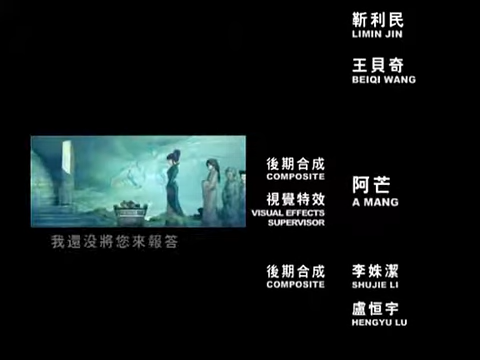 靳利民
LIMIN JIN
王貝奇
BEIQI WANG
後期合成
COMPOSITE
視覺特效
VISUAL EFFECTS
SUPERVISOR
阿芒
A MANG
我還没將您來報答
後期合成
COMPOSITE
李姝潔
SHUJIE LI
盧恒宇
HENGYU LU